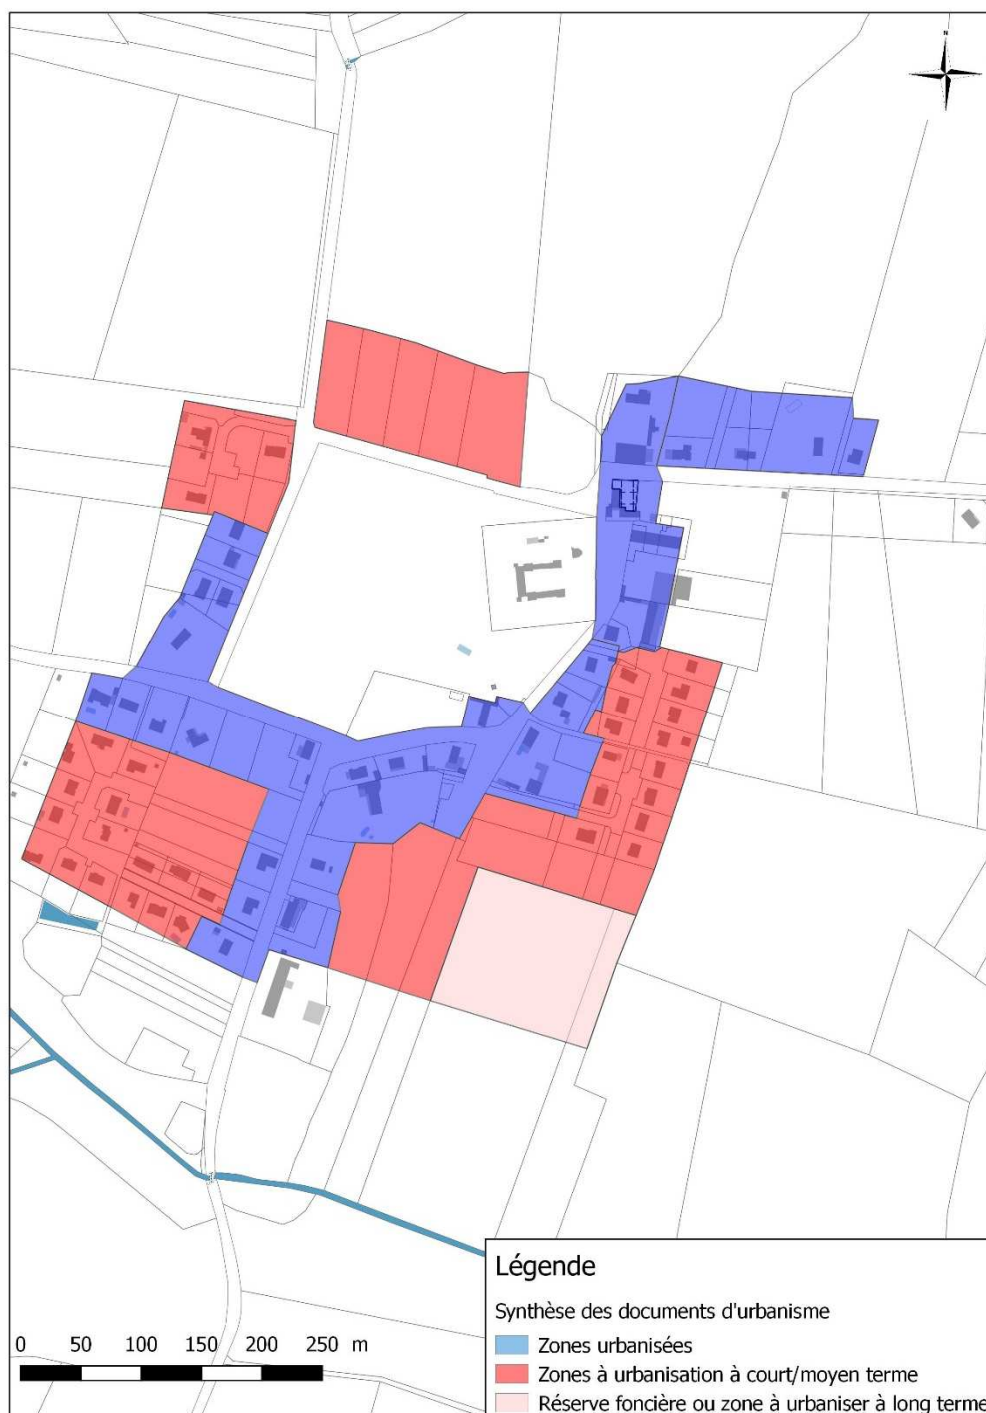 N
0 50 100 150 200 250 m
Légende
Synthèse des documents d'urbanisme
Zones urbanisées
Zones à urbanisation à court/moyen terme
Réserve foncière ou zone à urbaniser à long terme